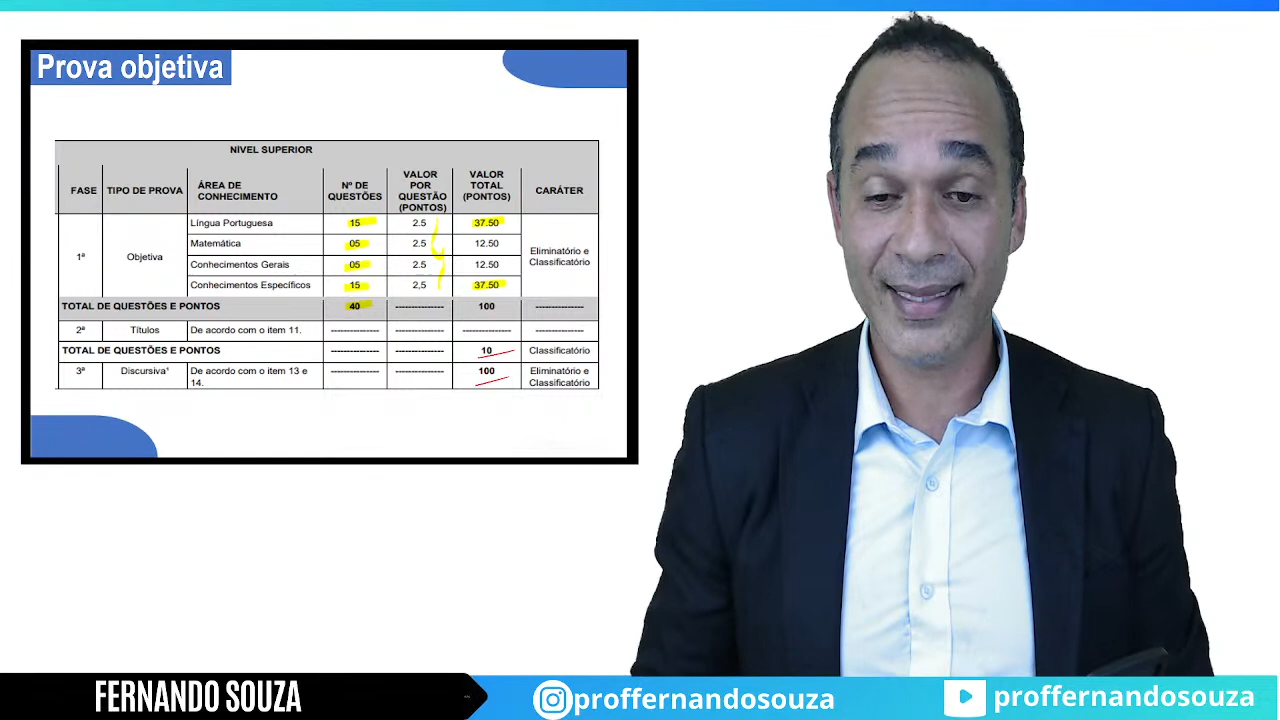 Prova objetiva
NÍVEL SUPERIOR
FASE TIPO DE PROVA ÁREA DE CONHECIMENTO Nº DE QUESTÕES VALOR POR QUESTÃO (PONTOS) VALOR TOTAL (PONTOS) CARÁTER
1ª Objetiva Língua Portuguesa 15 2.5 37.50 Eliminatório e Classificatório
Matemática 05 2.5 12.50
Conhecimentos Gerais 05 2.5 12.50
Conhecimentos Específicos 15 2,5 37.50
TOTAL DE QUESTÕES E PONTOS 40 --------------- 100 ---------------
2ª Títulos De acordo com o item 11. --------------- --------------- --------------- ---------------
TOTAL DE QUESTÕES E PONTOS --------------- --------------- 10 Classificatório
3ª Discursiva¹ De acordo com o item 13 e 14. --------------- --------------- 100 Eliminatório e Classificatório
FERNANDO SOUZA
proffernandosouza
proffernandosouza